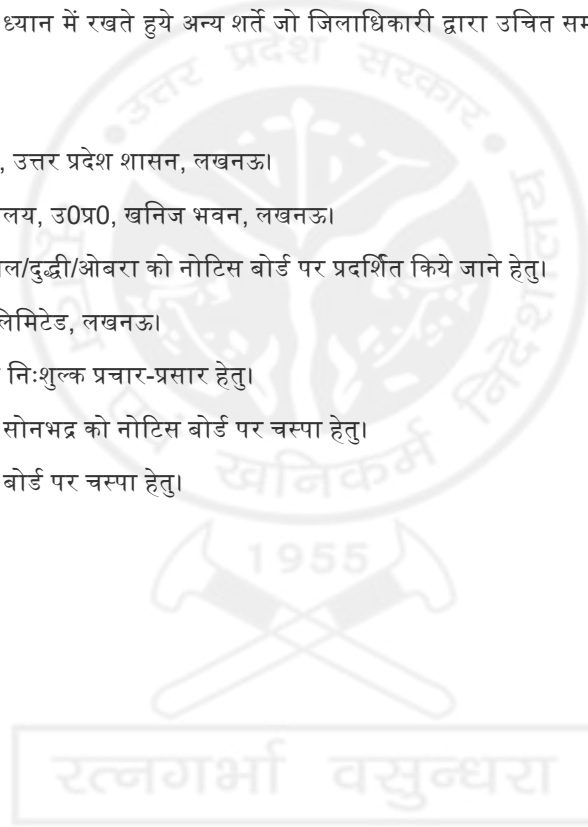 ध्यान में रखते हुये अन्य शर्ते जो जिलाधिकारी द्वारा उचित
, उत्तर प्रदेश शासन, लखनऊ।
लय, उ0प्र0, खनिज भवन, लखनऊ।
ल/दुद्धी/ओबरा को नोटिस बोर्ड पर प्रदर्शित किये जाने हेतु।
लिमिटेड, लखनऊ।
निःशुल्क प्रचार-प्रसार हेतु।
सोनभद्र को नोटिस बोर्ड पर चस्पा हेतु।
बोर्ड पर चस्पा हेतु।
उत्तर प्रदेश सरकार
खनिकर्म निदेशालय
1955
रत्नगर्भा वसुन्धरा